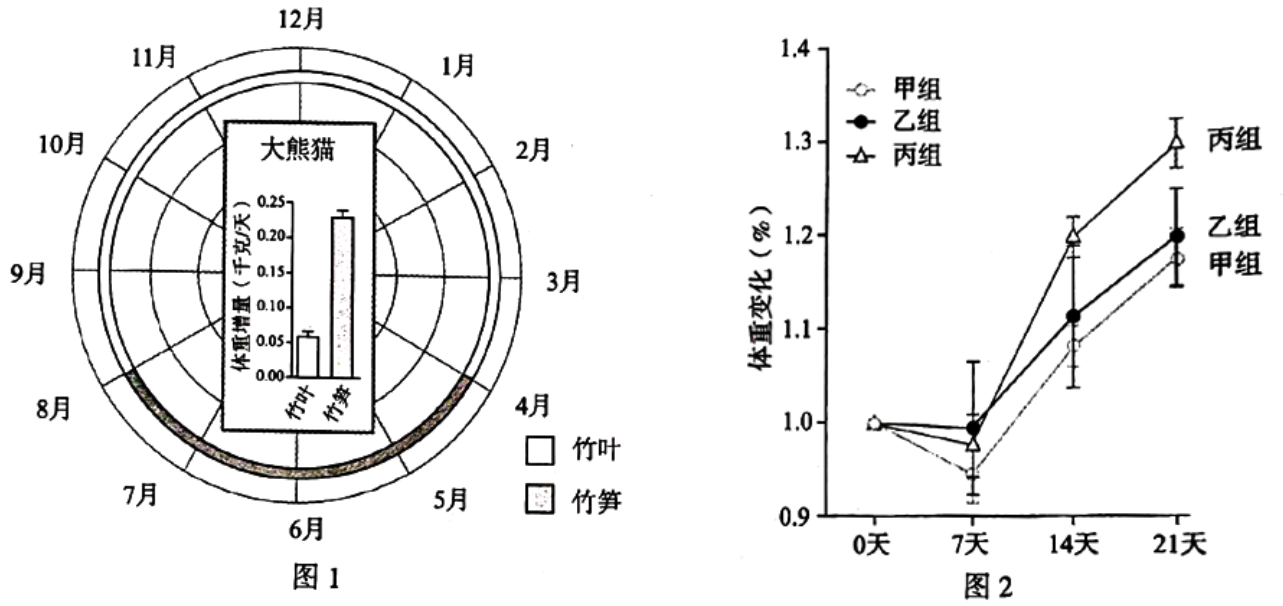 12月
1月
2月
3月
4月
5月
6月
7月
8月
9月
10月
11月
大熊猫
体重增量（千克/天）
0.25
0.20
0.15
0.10
0.05
0.00
竹叶
竹笋
竹叶
竹笋
图 1
体重变化（%）
1.4
1.3
1.2
1.1
1.0
0.9
甲组
乙组
丙组
丙组
乙组
甲组
0天
7天
14天
21天
图 2